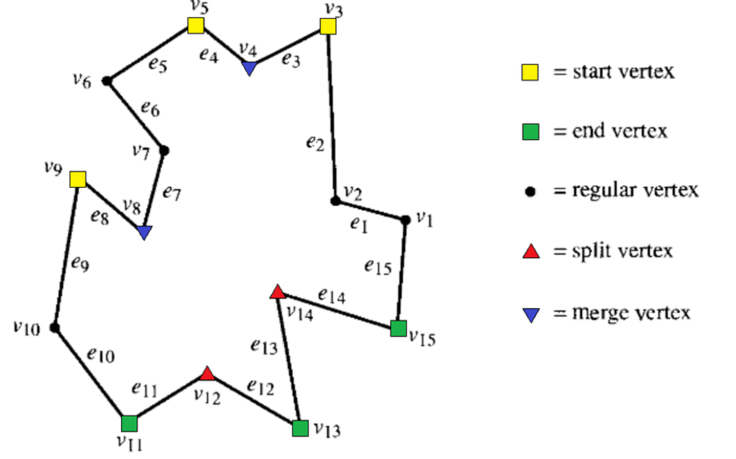 v5
v3
e5
e4
v4
e3
v6
e6
= start vertex
= end vertex
v7
e2
v9
e7
v2
= regular vertex
e8
v8
e1
v1
e9
= split vertex
e15
e14
v14
= merge vertex
v10
e13
v15
e10
e11
v12
e12
v11
v13